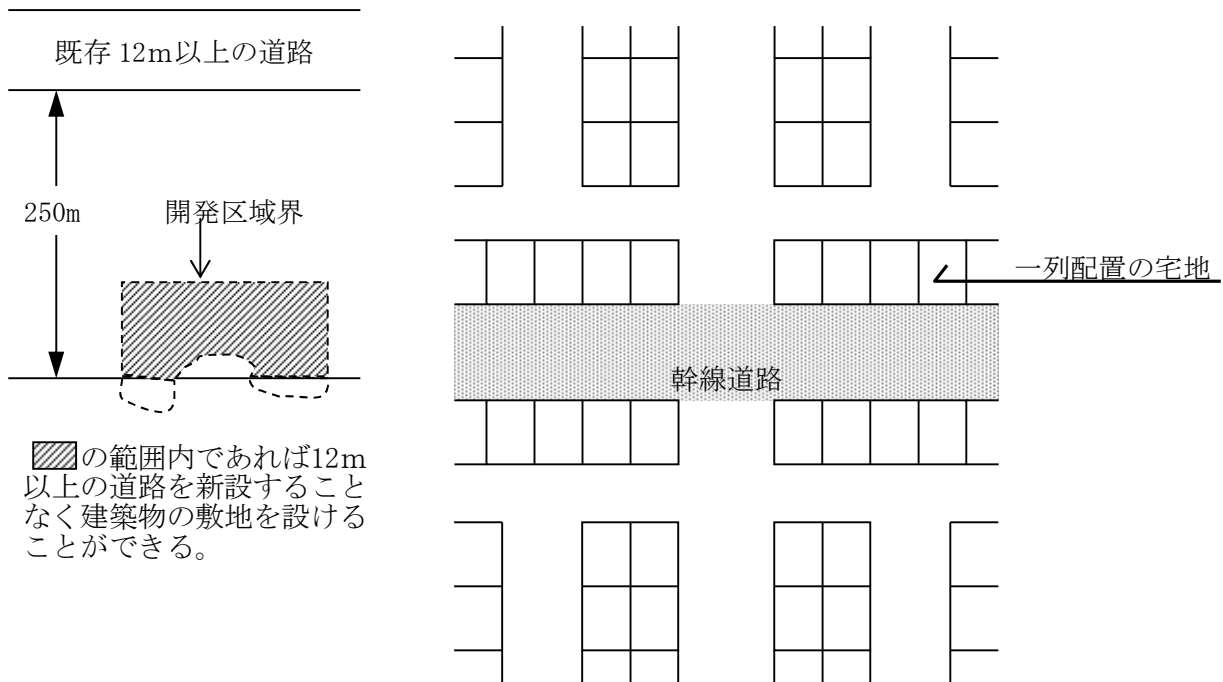 既存 12m以上の道路
250m
開発区域界
の範囲内であれば12m
以上の道路を新設すること
なく建築物の敷地を設ける
ことができる。
一列配置の宅地
幹線道路